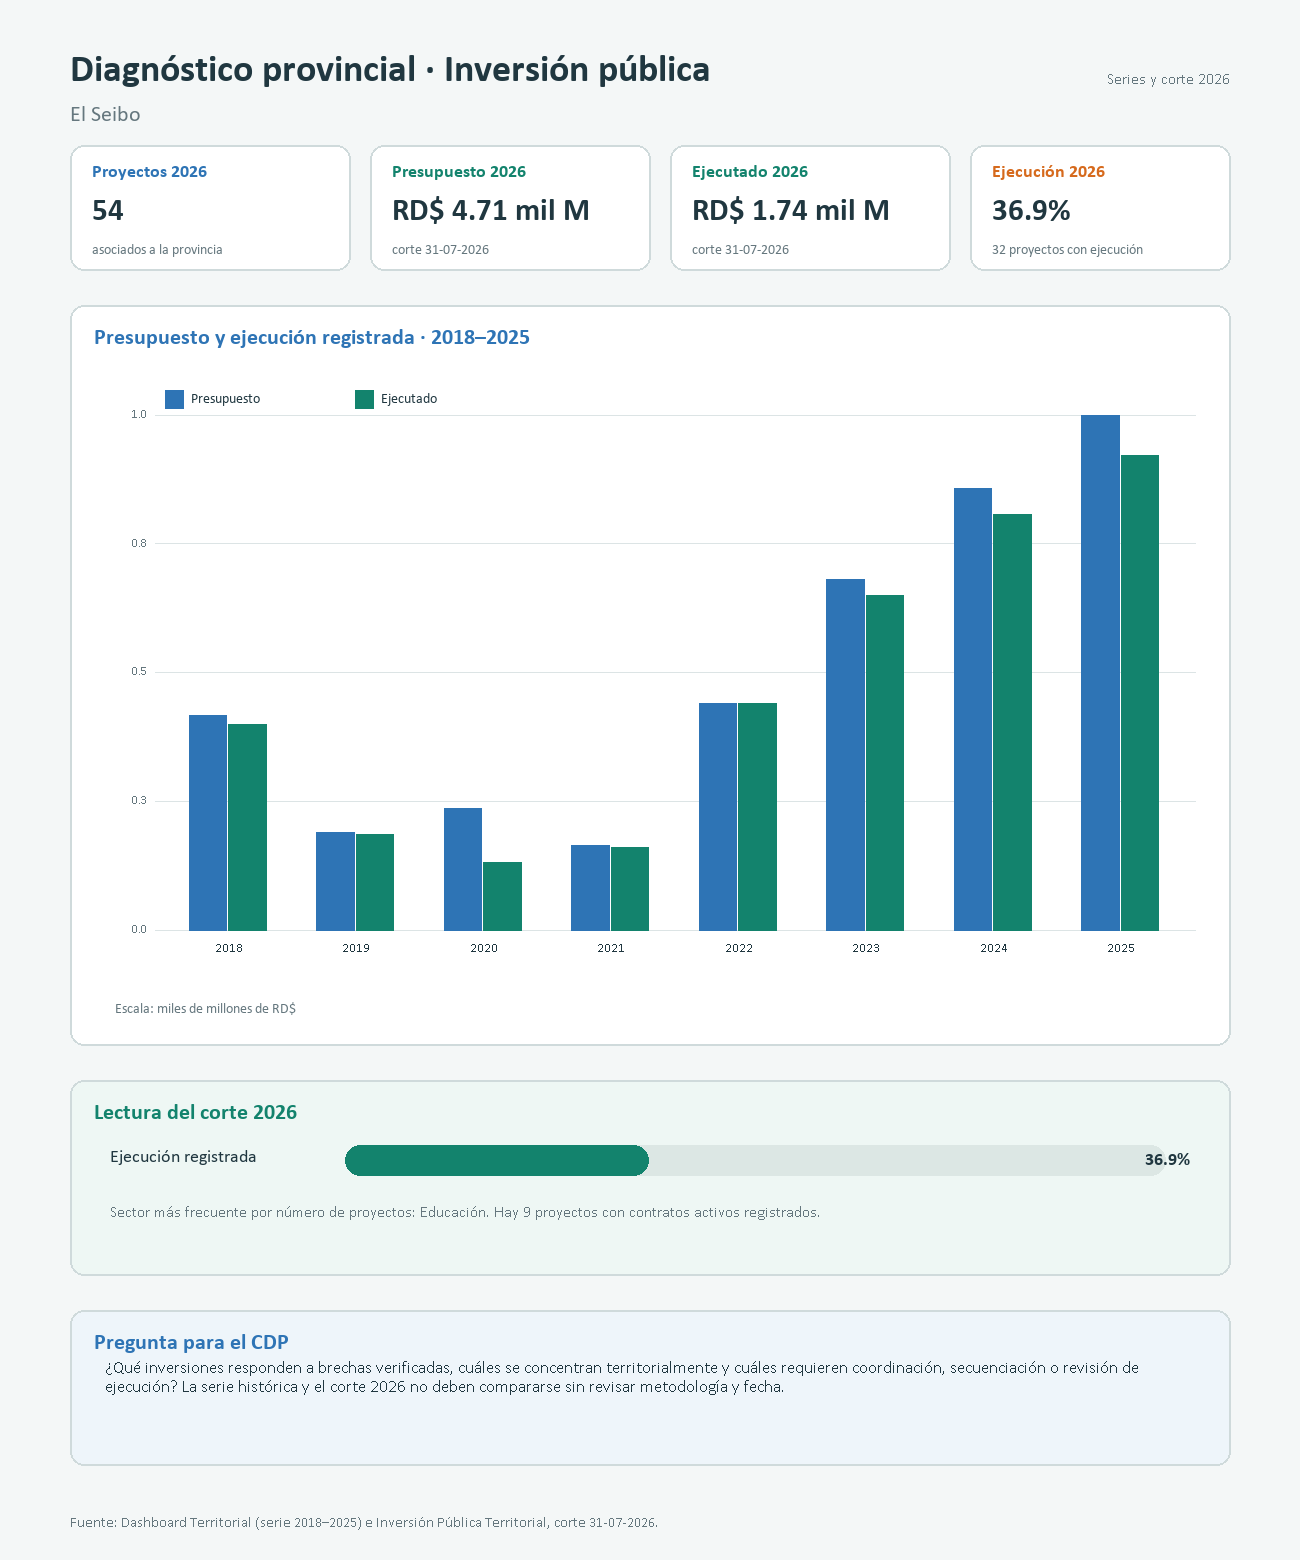 Diagnóstico provincial · Inversión pública
Series y corte 2026
El Seibo
Proyectos 2026
54
asociados a la provincia
Presupuesto 2026
RD$ 4.71 mil M
corte 31-07-2026
Ejecutado 2026
RD$ 1.74 mil M
corte 31-07-2026
Ejecución 2026
36.9%
32 proyectos con ejecución
Presupuesto y ejecución registrada · 2018–2025
Presupuesto
Ejecutado
1.0
0.8
0.5
0.3
0.0
2018
2019
2020
2021
2022
2023
2024
2025
Escala: miles de millones de RD$
Lectura del corte 2026
Ejecución registrada
36.9%
Sector más frecuente por número de proyectos: Educación. Hay 9 proyectos con contratos activos registrados.
Pregunta para el CDP
¿Qué inversiones responden a brechas verificadas, cuáles se concentran territorialmente y cuáles requieren coordinación, secuenciación o revisión de
ejecución? La serie histórica y el corte 2026 no deben compararse sin revisar metodología y fecha.
Fuente: Dashboard Territorial (serie 2018–2025) e Inversión Pública Territorial, corte 31-07-2026.